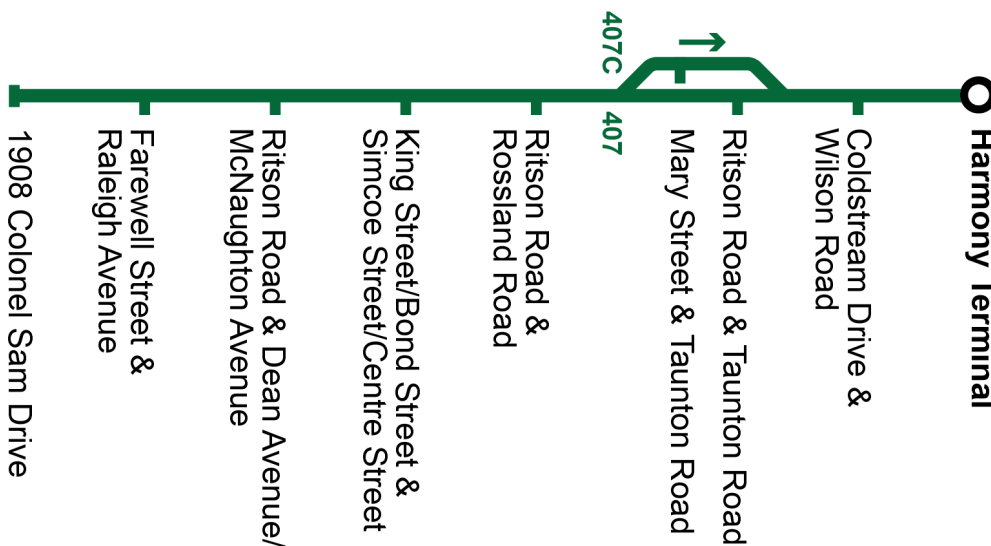 Harmony Terminal
Coldstream Drive &
Wilson Road
Ritson Road & Taunton Road
Mary Street & Taunton Road
407C
407
Ritson Road &
Rossland Road
King Street/Bond Street &
Simcoe Street/Centre Street
Ritson Road & Dean Avenue/
McNaughton Avenue
Farewell Street &
Raleigh Avenue
1908 Colonel Sam Drive